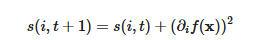 s(i, t + 1) = s(i, t) + (∂ᵢf(𝐱))²